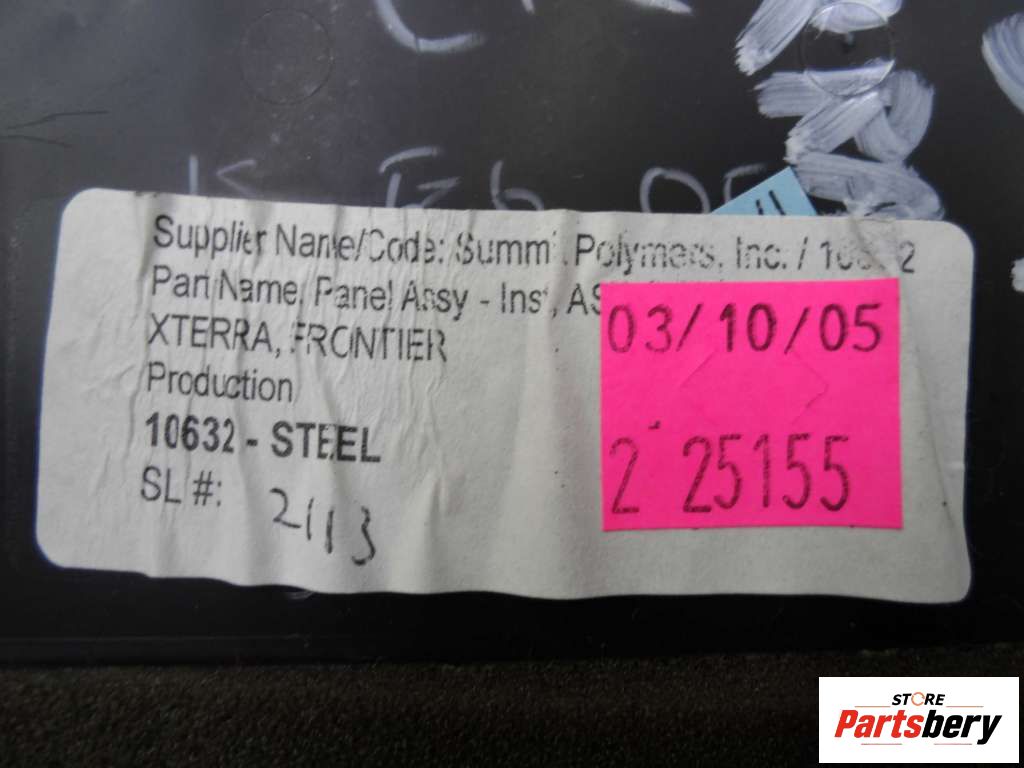 Supplier Name/Code: Summi Polymers, Inc. /
Part Name: Panel Assy - Inst, AS
XTERRA, FRONTIER
Production
10632 - STEEL
SL #: 2113
03/10/05
2 25155
STORE
Partsbery